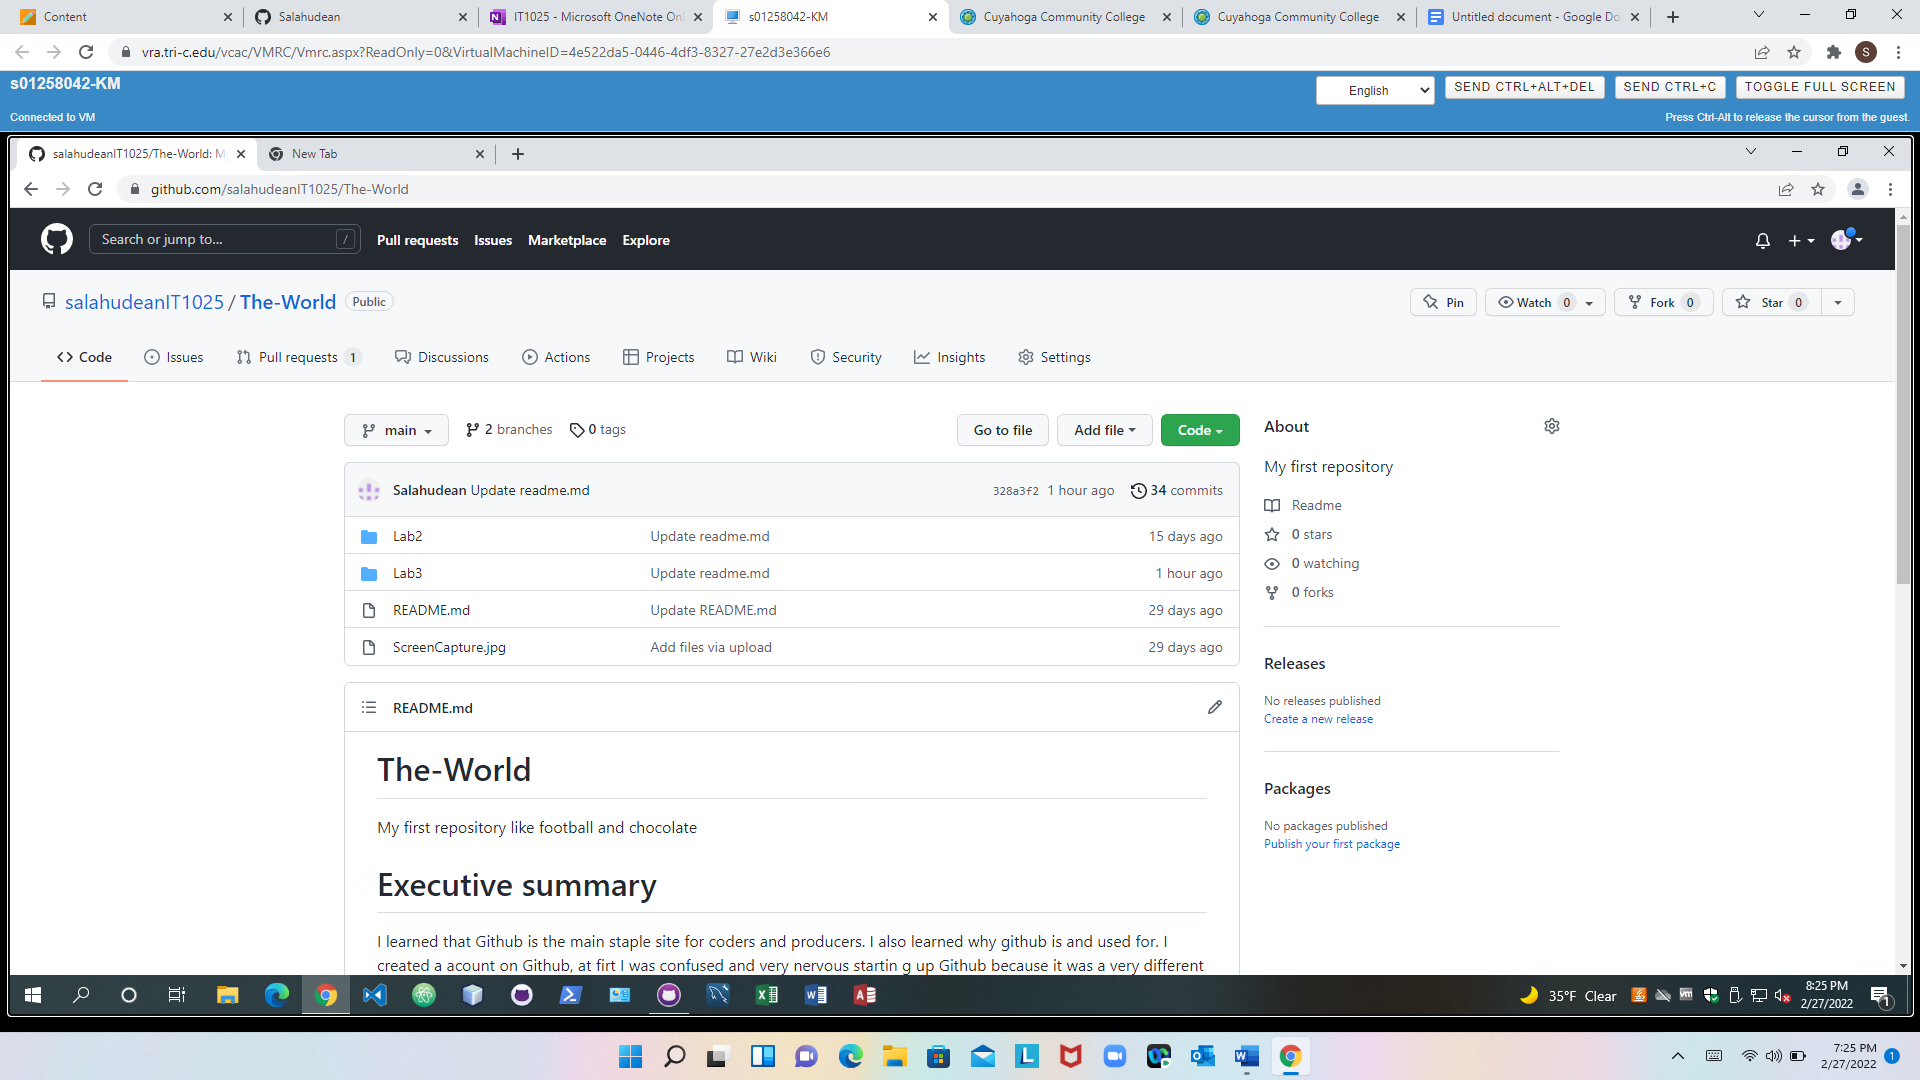 Content
Salahudean
IT1025 - Microsoft OneNote Onl
s01258042-KM
Cuyahoga Community College
Cuyahoga Community College
Untitled document - Google Do
vra.tri-c.edu/vcac/VMRC/Vmrc.aspx?ReadOnly=0&VirtualMachineID=4e522da5-0446-4df3-8327-27e2d3e366e6
S
s01258042-KM
English
SEND CTRL+ALT+DEL
SEND CTRL+C
TOGGLE FULL SCREEN
Connected to VM
Press Ctrl-Alt to release the cursor from the guest.
salahudeanIT1025/The-World: M
New Tab
github.com/salahudeanIT1025/The-World
Search or jump to...
/
Pull requests
Issues
Marketplace
Explore
salahudeanIT1025 / The-World
Public
Pin
Watch 0
Fork 0
Star 0
Code
Issues
Pull requests 1
Discussions
Actions
Projects
Wiki
Security
Insights
Settings
main
2 branches
0 tags
Go to file
Add file
Code
Salahudean Update readme.md
328a3f2 1 hour ago
34 commits
Lab2
Update readme.md
15 days ago
Lab3
Update readme.md
1 hour ago
README.md
Update README.md
29 days ago
ScreenCapture.jpg
Add files via upload
29 days ago
README.md
The-World
My first repository like football and chocolate
Executive summary
I learned that Github is the main staple site for coders and producers. I also learned why github is and used for. I
created a acount on Github, at firt I was confused and very nervous startin g up Github because it was a very different
About
My first repository
Readme
0 stars
0 watching
0 forks
Releases
No releases published
Create a new release
Packages
No packages published
Publish your first package
35°F Clear
8:25 PM
2/27/2022
1
7:25 PM
2/27/2022
1